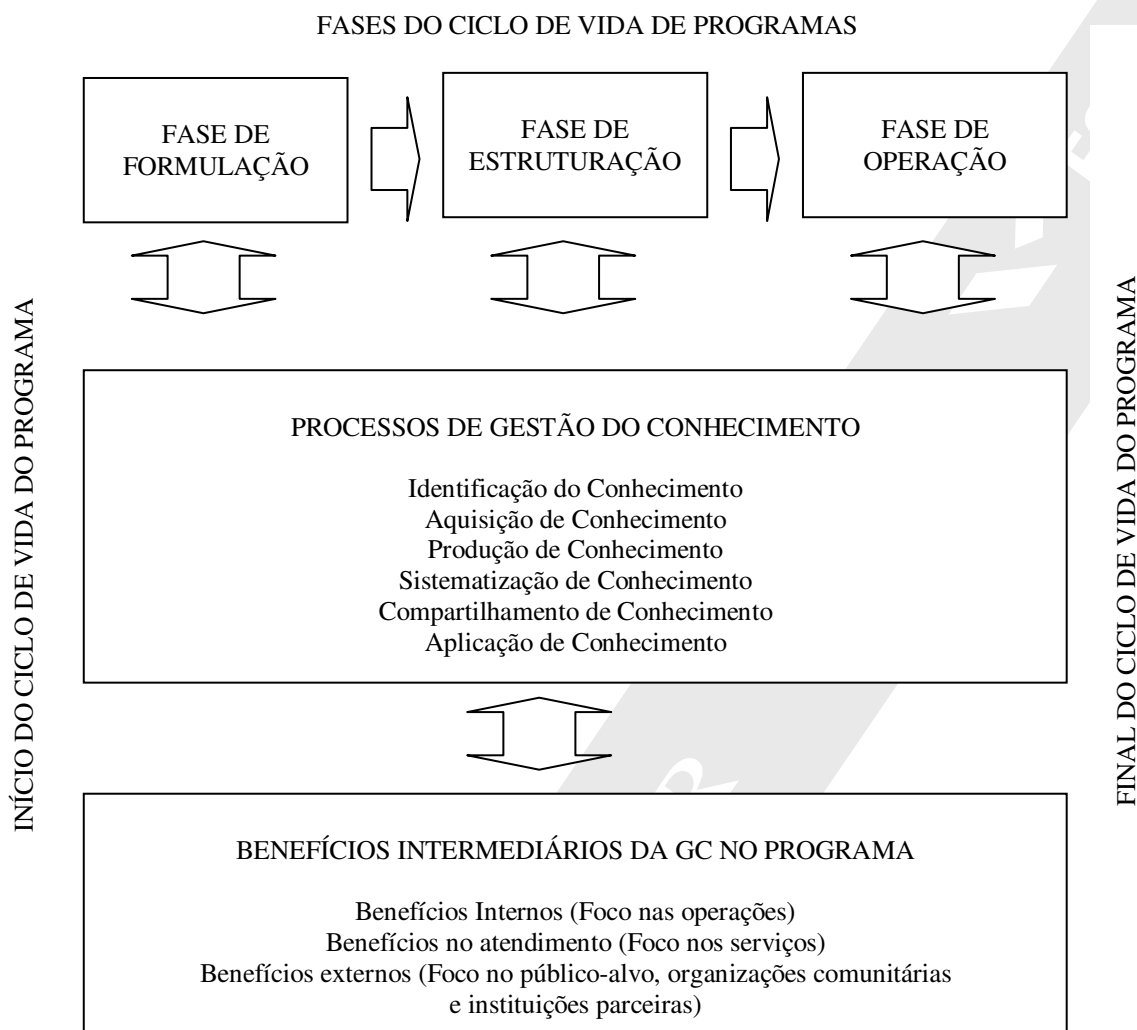 FASES DO CICLO DE VIDA DE PROGRAMAS
FASE DE
FORMULAÇÃO
FASE DE
ESTRUTURAÇÃO
FASE DE
OPERAÇÃO
INÍCIO DO CICLO DE VIDA DO PROGRAMA
PROCESSOS DE GESTÃO DO CONHECIMENTO
Identificação do Conhecimento
Aquisição de Conhecimento
Produção de Conhecimento
Sistematização de Conhecimento
Compartilhamento de Conhecimento
Aplicação de Conhecimento
BENEFÍCIOS INTERMEDIÁRIOS DA GC NO PROGRAMA
Benefícios Internos (Foco nas operações)
Benefícios no atendimento (Foco nos serviços)
Benefícios externos (Foco no público-alvo, organizações comunitárias
e instituições parceiras)
FINAL DO CICLO DE VIDA DO PROGRAMA